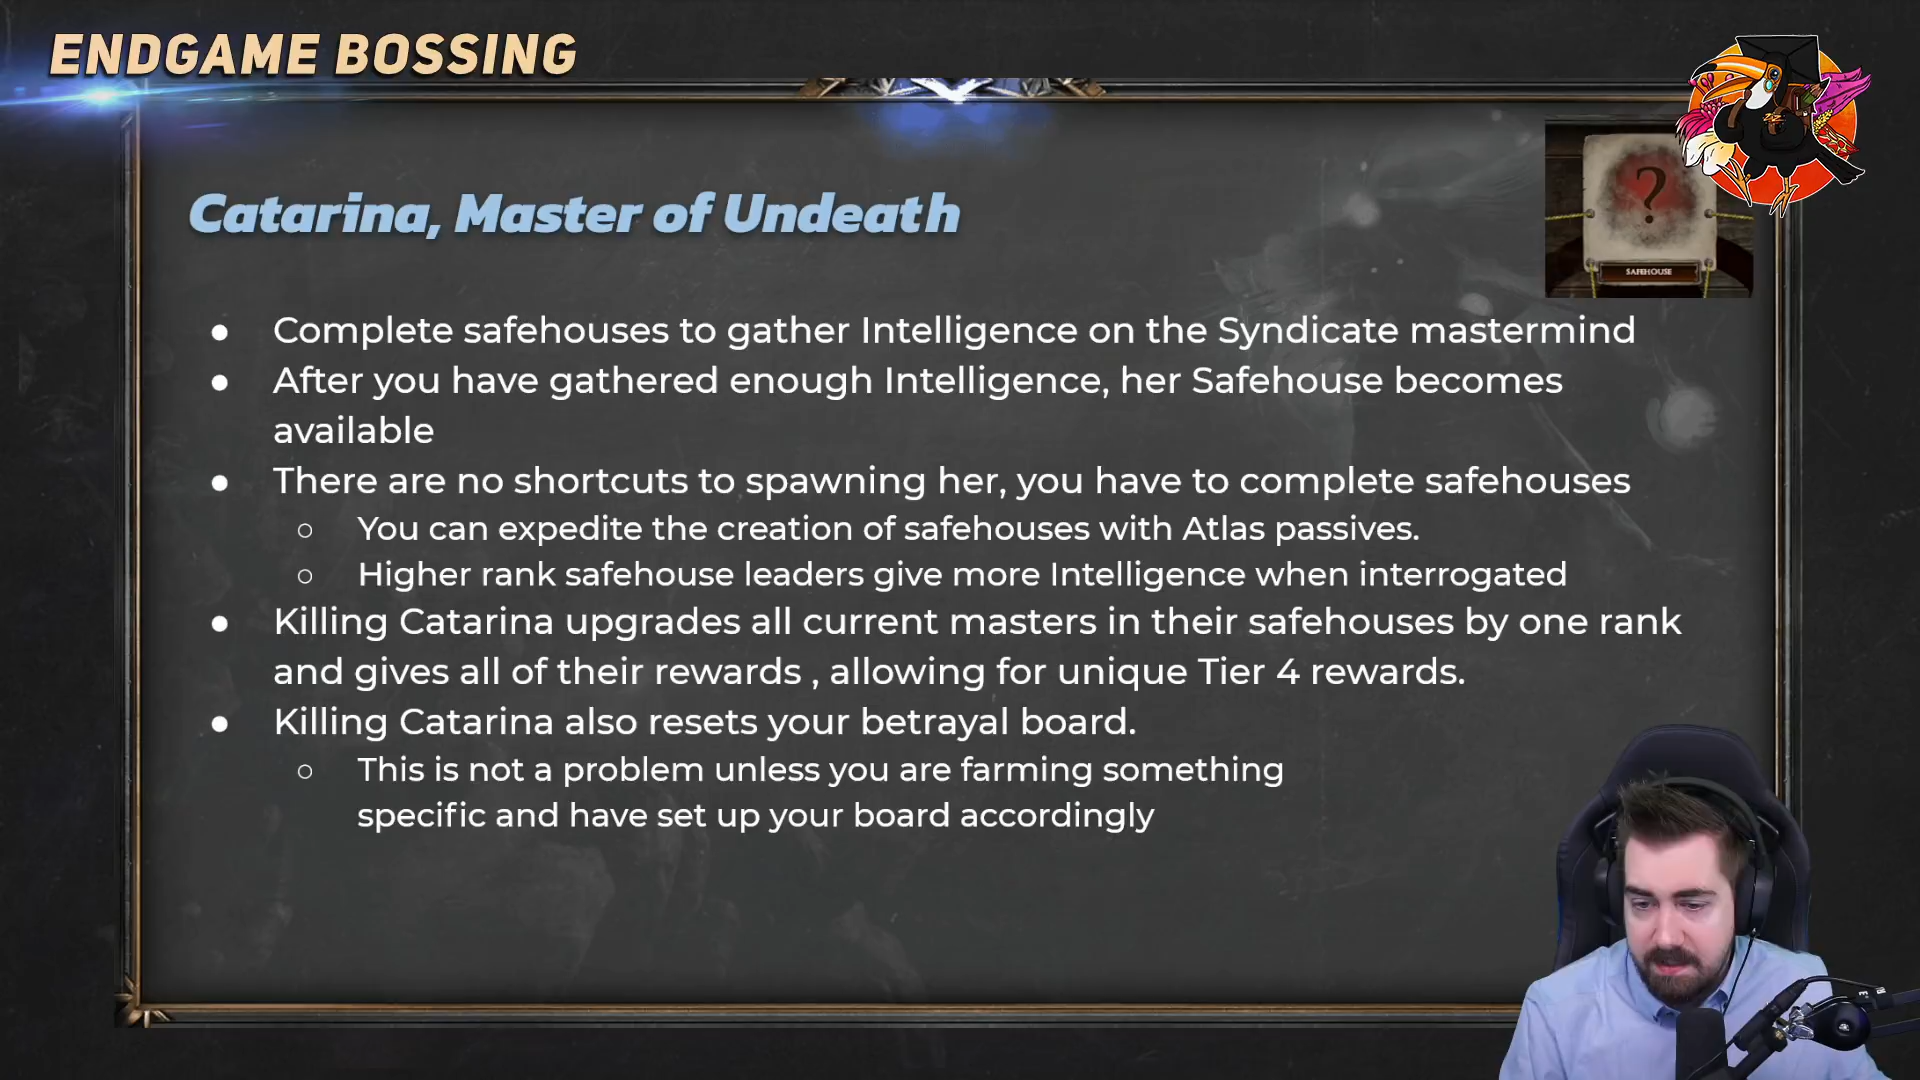 ENDGAME BOSSING
Catarina, Master of Undeath
?
SAFEHOUSE
● Complete safehouses to gather Intelligence on the Syndicate mastermind
● After you have gathered enough Intelligence, her Safehouse becomes
available
● There are no shortcuts to spawning her, you have to complete safehouses
○ You can expedite the creation of safehouses with Atlas passives.
○ Higher rank safehouse leaders give more Intelligence when interrogated
● Killing Catarina upgrades all current masters in their safehouses by one rank
and gives all of their rewards , allowing for unique Tier 4 rewards.
● Killing Catarina also resets your betrayal board.
○ This is not a problem unless you are farming something
specific and have set up your board accordingly